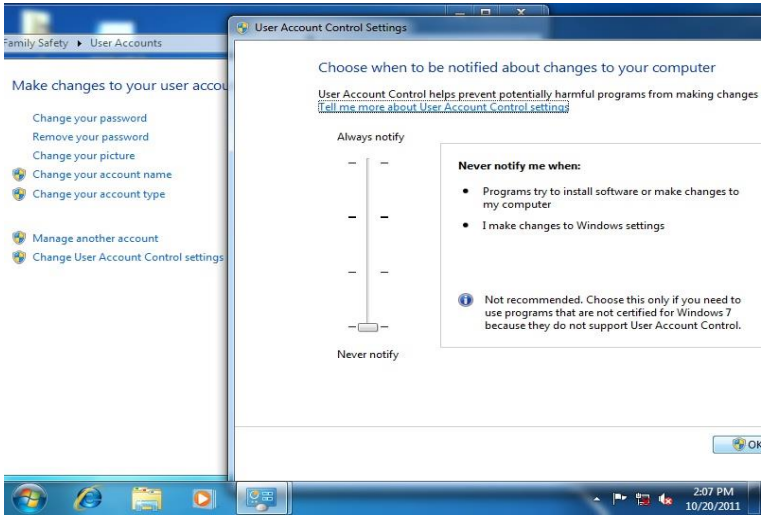 Family Safety ▸ User Accounts
Make changes to your user accou
Change your password
Remove your password
Change your picture
Change your account name
Change your account type
Manage another account
Change User Account Control settings
User Account Control Settings
Choose when to be notified about changes to your computer
User Account Control helps prevent potentially harmful programs from making changes
Tell me more about User Account Control settings
Always notify
Never notify me when:
• Programs try to install software or make changes to
my computer
• I make changes to Windows settings
Not recommended. Choose this only if you need to
use programs that are not certified for Windows 7
because they do not support User Account Control.
Never notify
OK
2:07 PM
10/20/2011